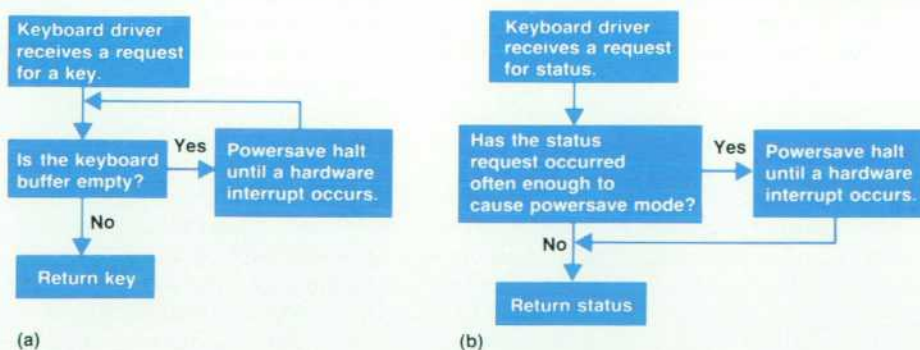 Keyboard driver
receives a request
for a key.
Is the keyboard
buffer empty?
Yes
Powersave halt
until a hardware
interrupt occurs.
No
Return key
(a)
Keyboard driver
receives a request
for status.
Has the status
request occurred
often enough to
cause powersave mode?
Yes
Powersave halt
until a hardware
interrupt occurs.
No
Return status
(b)